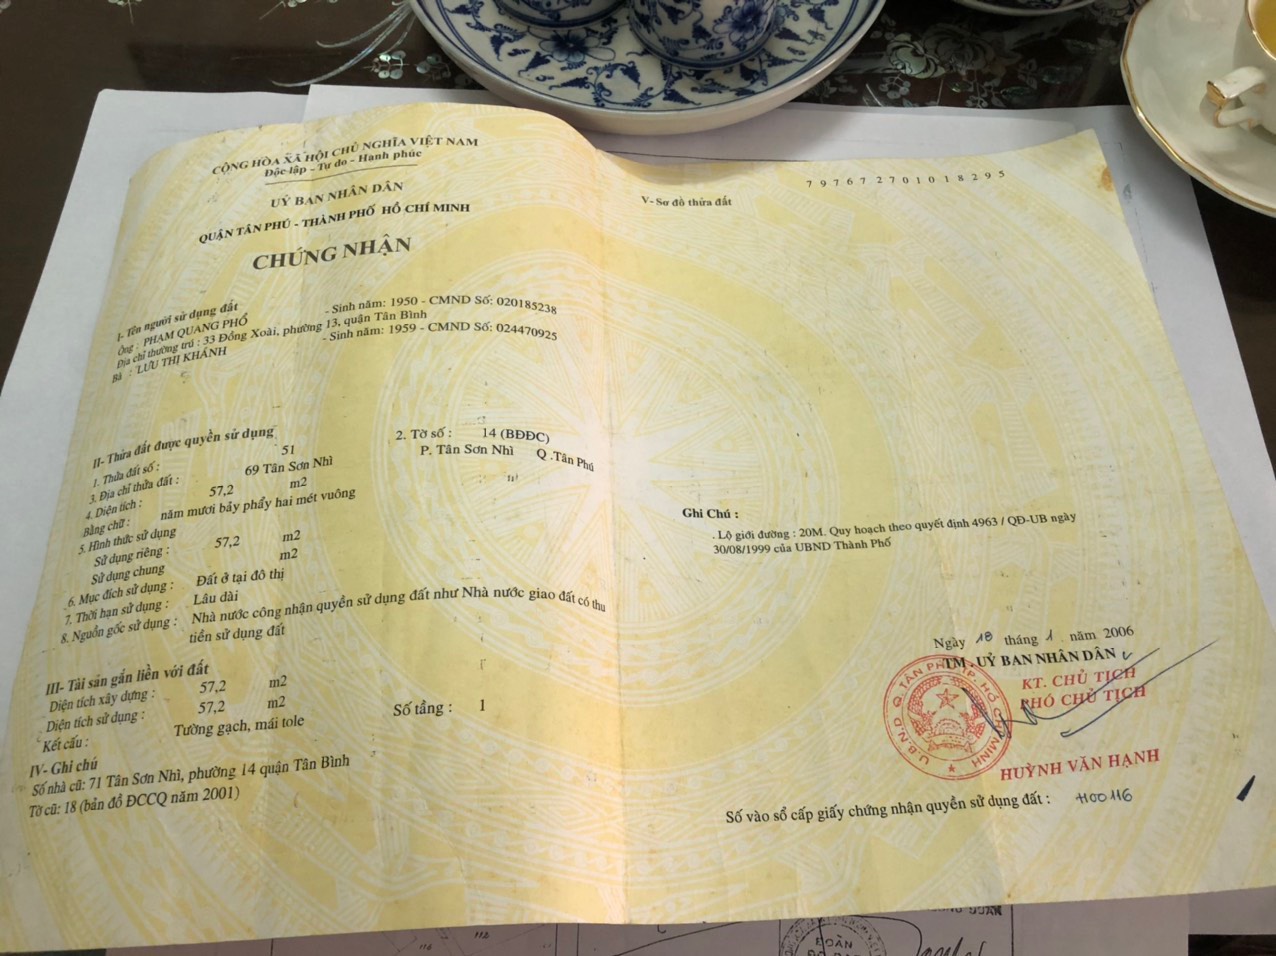 CỘNG HÒA XÃ HỘI CHỦ NGHĨA VIỆT NAM
Độc lập - Tự do - Hanh phúc
UỶ BAN NHÂN DÂN
QUẬN TÂN PHÚ - THÀNH PHỐ HỒ CHÍ MINH
CHỨNG NHẬN
I- Tên người sử dụng đất
Ông : PHẠM QUANG PHỔ - Sinh năm: 1950 - CMND Số: 020185238
Địa chỉ thường trú : 33 Đồng Xoài, phường 13, quận Tân Bình
Bà : LƯU THỊ KHÁNH - Sinh năm: 1959 - CMND Số: 024470925
II- Thửa đất được quyền sử dụng
1. Thửa đất số : 51 2. Tờ số : 14 (BĐĐC)
3. Địa chỉ thửa đất : 69 Tân Sơn Nhì P. Tân Sơn Nhì Q .Tân Phú
4. Diện tích : 57,2 m2
Bằng chữ : năm mươi bảy phẩy hai mét vuông
5. Hình thức sử dụng
Sử dụng riêng : 57,2 m2
Sử dụng chung m2
6. Mục đích sử dụng : Đất ở tại đô thị
7. Thời hạn sử dụng : Lâu dài
8. Nguồn gốc sử dụng : Nhà nước công nhận quyền sử dụng đất như Nhà nước giao đất có thu
tiền sử dụng đất
III- Tài sản gắn liền với đất
Diện tích xây dựng : 57,2 m2
Diện tích sử dụng : 57,2 m2 Số tầng : 1
Kết cấu : Tường gạch, mái tole
IV- Ghi chú
Số nhà cũ: 71 Tân Sơn Nhì, phường 14 quận Tân Bình
Tờ cũ: 18 (bản đồ ĐCCQ năm 2001)
797672701018295
V- Sơ đồ thửa đất
Ghi Chú :
. Lộ giới đường : 20M. Quy hoạch theo quyết định 4963 / QĐ-UB ngày
30/08/1999 của UBND Thành Phố
Ngày 18 tháng 1 năm 2006
TM . UỶ BAN NHÂN DÂN
KT. CHỦ TỊCH
PHÓ CHỦ TỊCH
U.B.N.D Q.TÂN PHÚ T.P. HỒ CHÍ MINH
HUỲNH VĂN HẠNH
Số vào sổ cấp giấy chứng nhận quyền sử dụng đất : H00116
116
112
ĐOÀN